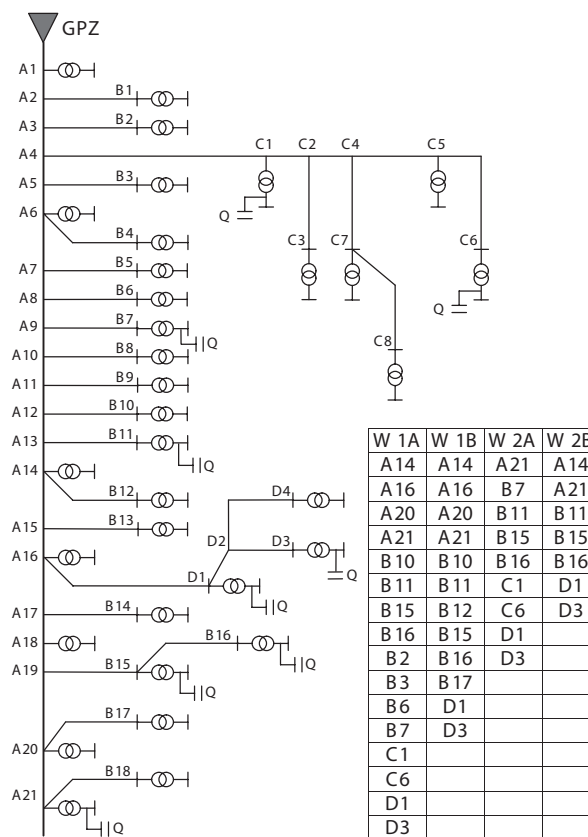 GPZ
A1
A2 B1
A3 B2
A4 C1 C2 C4 C5
A5 B3
Q
A6
B4 C3 C7 C6
A7 B5
A8 B6
Q
A9 B7
Q
A10 B8 C8
A11 B9
A12 B10
A13 B11
Q
A14
B12
A15 B13
D4
A16 D2 D3
Q
D1
Q
A17 B14
A18 B16
Q
A19 B15
Q
B17
A20
B18
A21
Q
W 1A W 1B W 2A W 2B
A14 A14 A21 A14
A16 A16 B7 A21
A20 A20 B11 B11
A21 A21 B15 B15
B10 B10 B16 B16
B11 B11 C1 D1
B15 B12 C6 D3
B16 B15 D1
B2 B16 D3
B3 B17
B6 D1
B7 D3
C1
C6
D1
D3